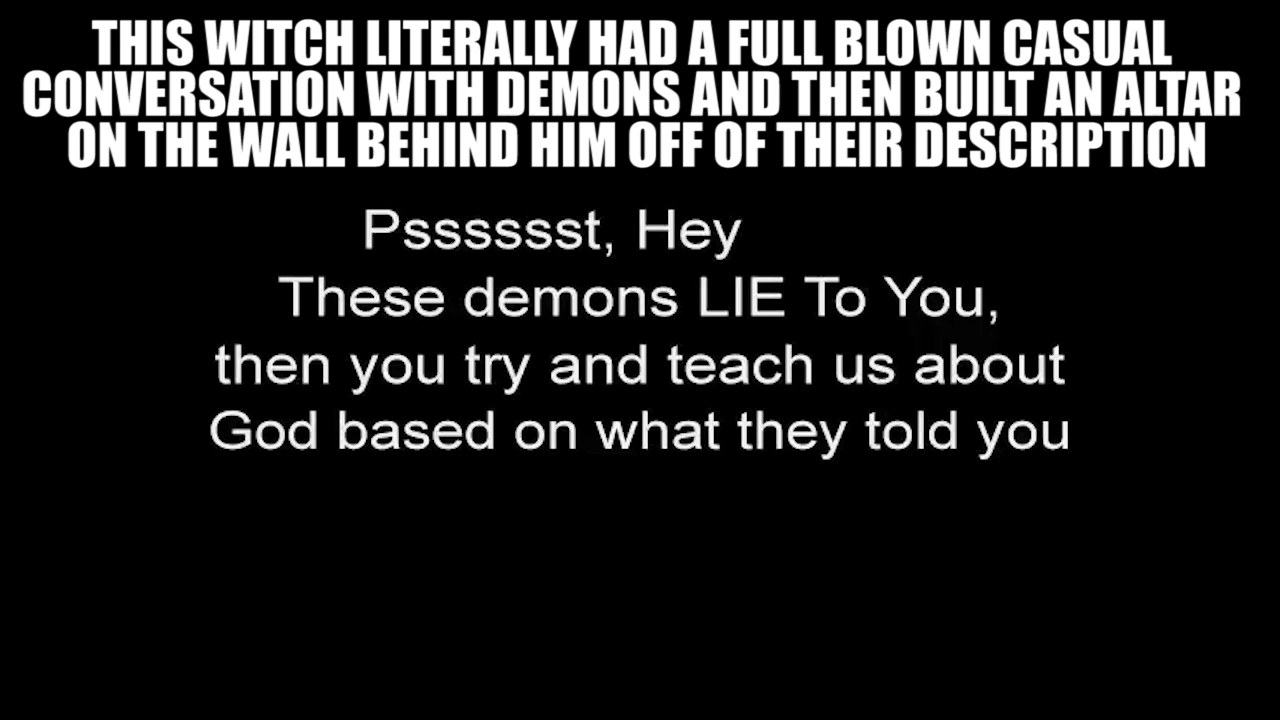 THIS WITCH LITERALLY HAD A FULL BLOWN CASUAL
CONVERSATION WITH DEMONS AND THEN BUILT AN ALTAR
ON THE WALL BEHIND HIM OFF OF THEIR DESCRIPTION
Psssssst, Hey
These demons LIE To You,
then you try and teach us about
God based on what they told you